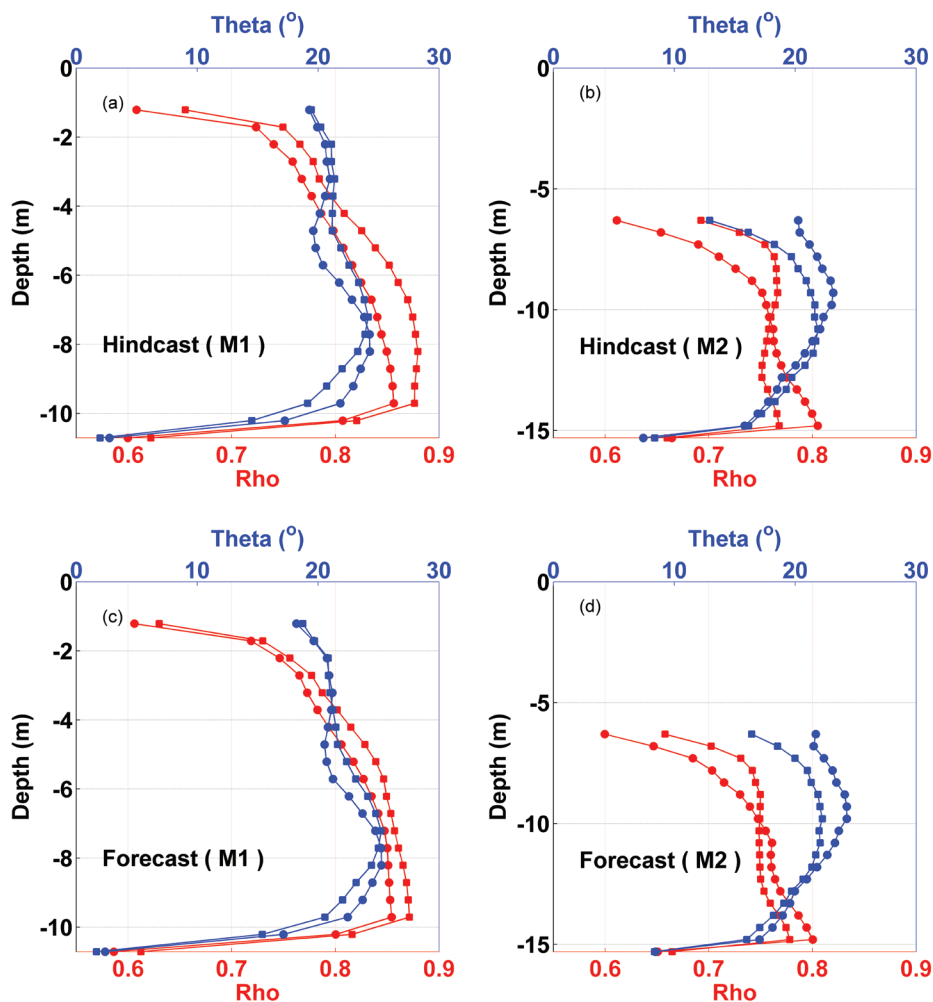 Theta (o)
0 10 20 30
0
-2
-4
-6
-8
-10
Depth (m)
(a)
Hindcast ( M1 )
0.6 0.7 0.8 0.9
Rho
Theta (o)
0 10 20 30
0
-5
-10
-15
Depth (m)
(b)
Hindcast ( M2 )
0.6 0.7 0.8 0.9
Rho
Theta (o)
0 10 20 30
0
-2
-4
-6
-8
-10
Depth (m)
(c)
Forecast ( M1 )
0.6 0.7 0.8 0.9
Rho
Theta (o)
0 10 20 30
0
-5
-10
-15
Depth (m)
(d)
Forecast ( M2 )
0.6 0.7 0.8 0.9
Rho